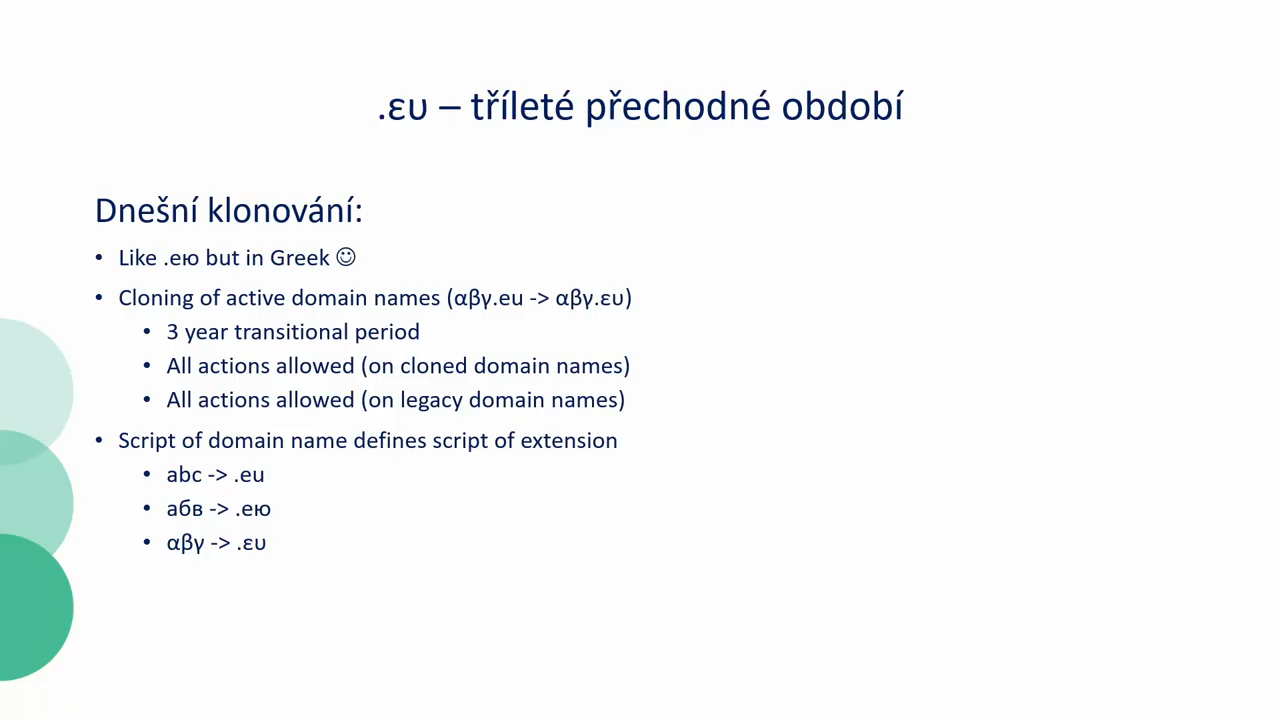 .ευ – tříleté přechodné období
Dnešní klonování:
• Like .ею but in Greek ☺
• Cloning of active domain names (αβγ.eu -> αβγ.ευ)
• 3 year transitional period
• All actions allowed (on cloned domain names)
• All actions allowed (on legacy domain names)
• Script of domain name defines script of extension
• abc -> .eu
• абв -> .ею
• αβγ -> .ευ